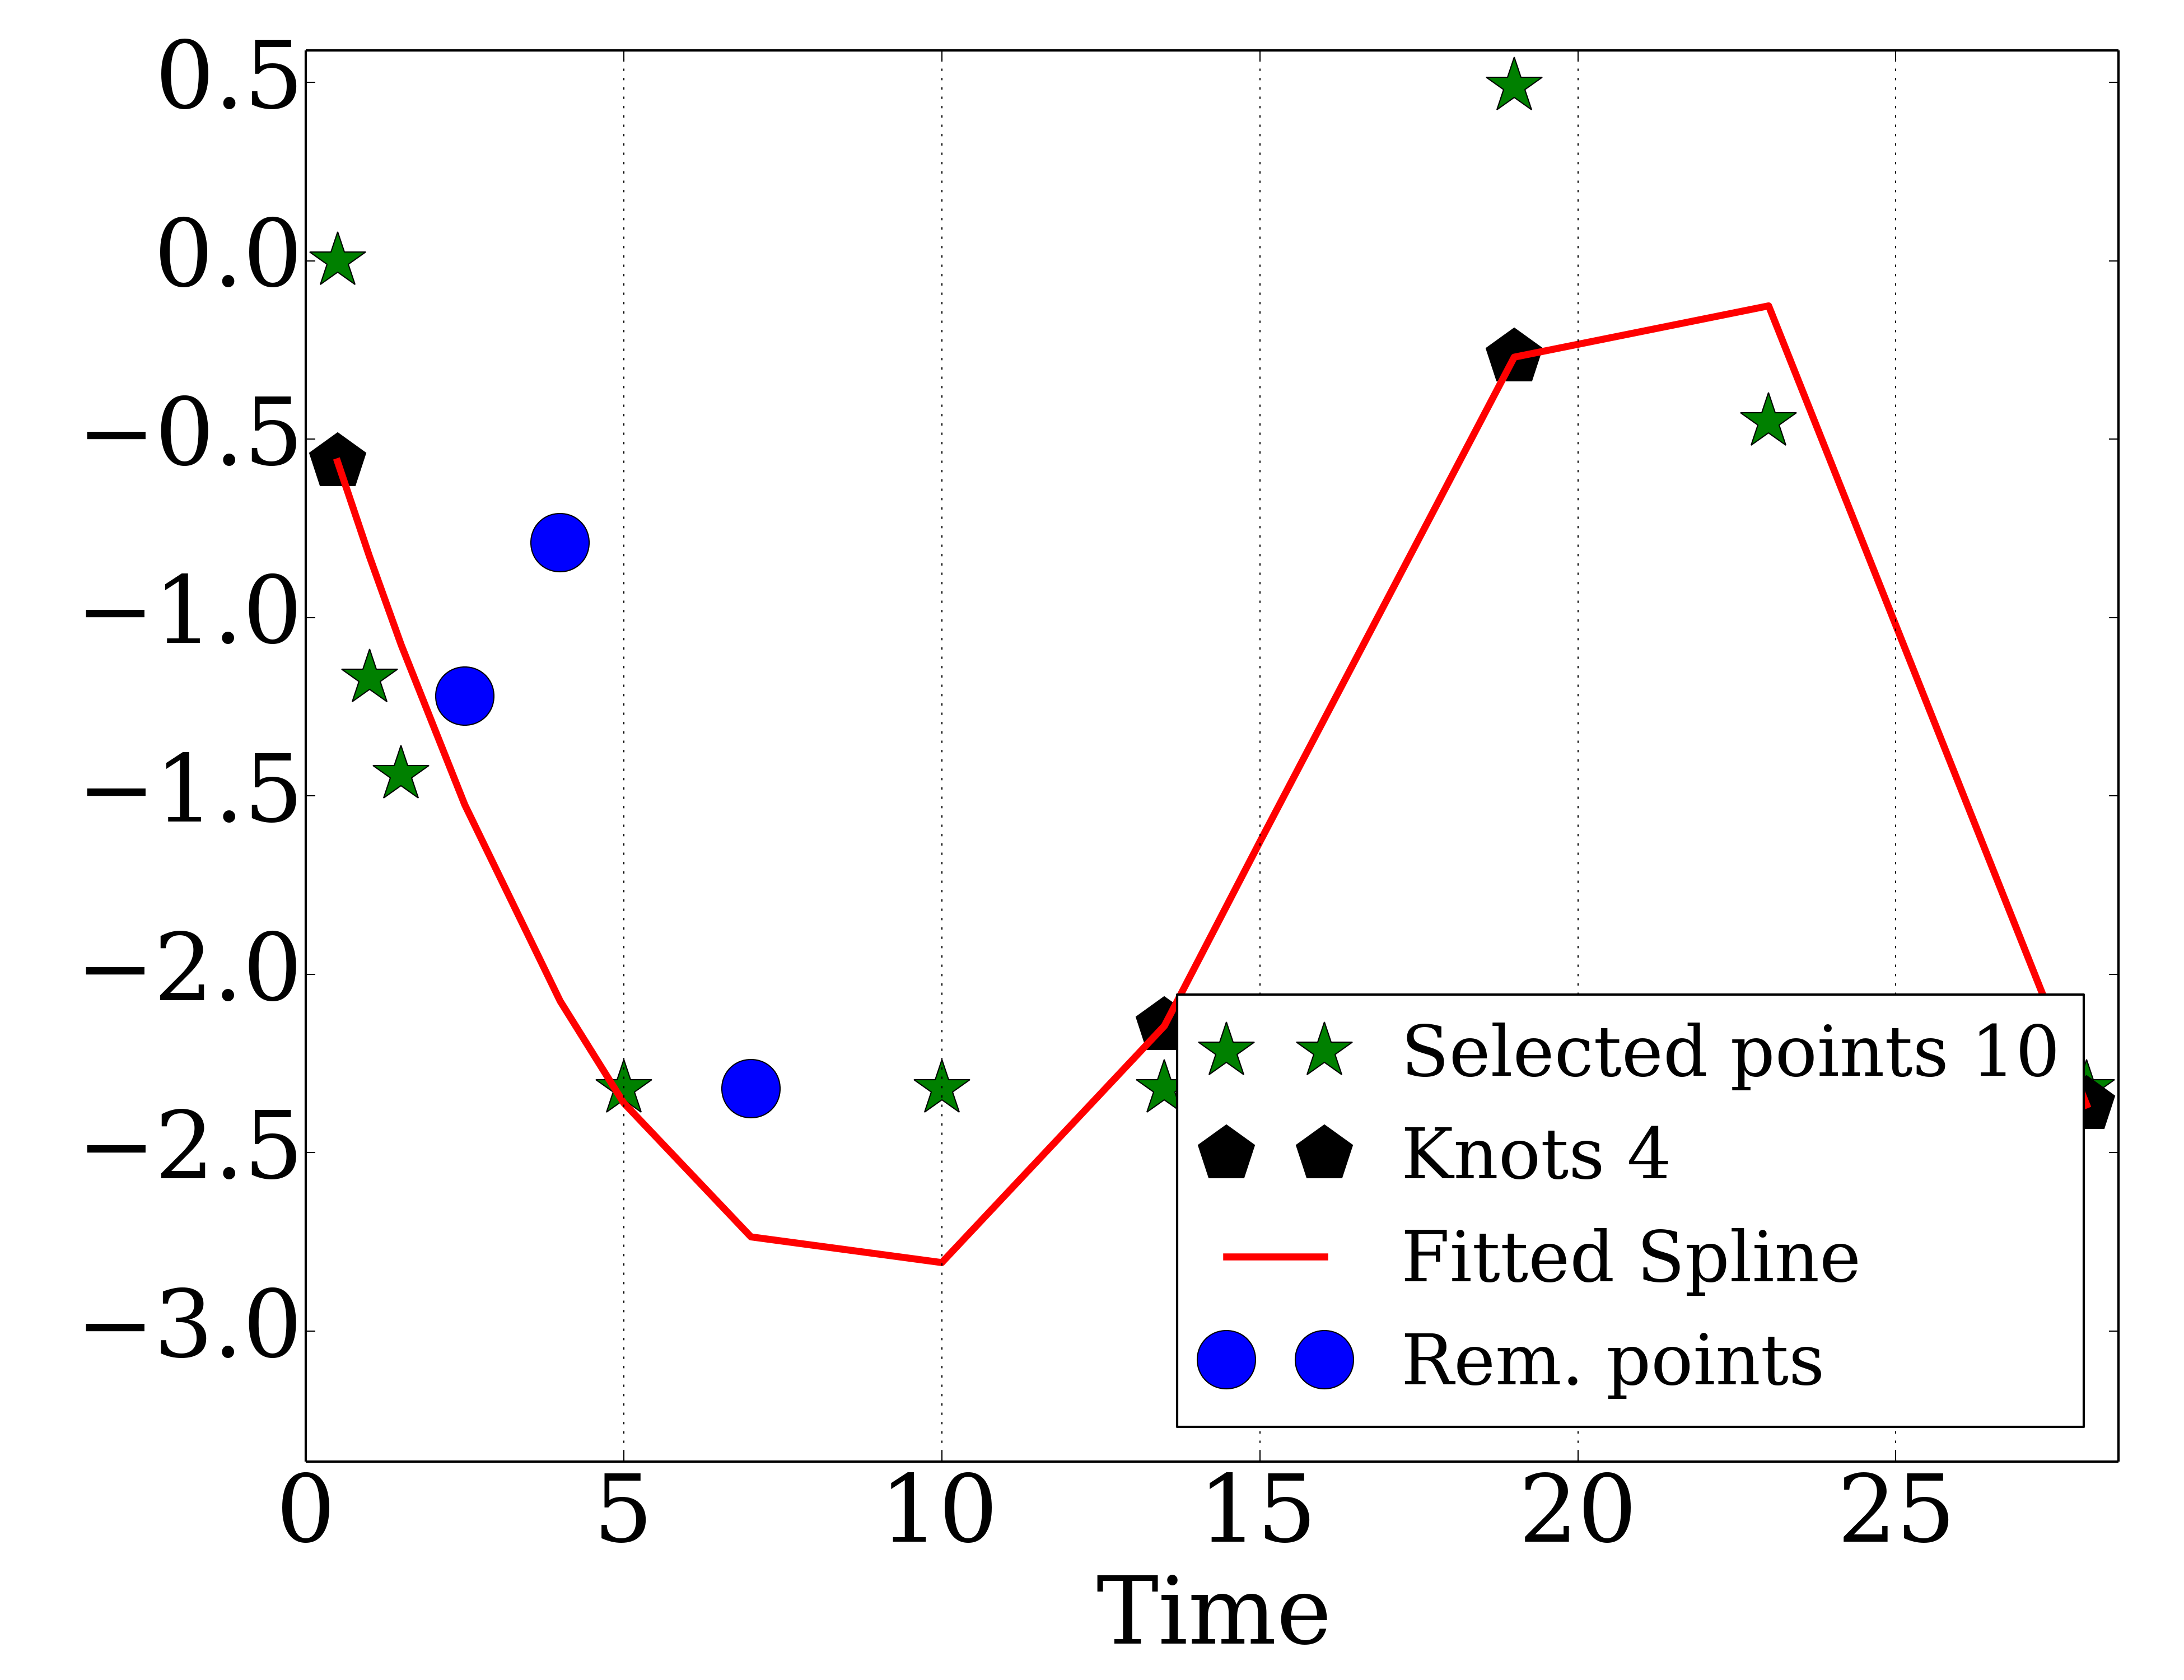 0.5
0.0
−0.5
−1.0
−1.5
−2.0
−2.5
−3.0
Selected points 10
Knots 4
Fitted Spline
Rem. points
0 5 10 15 20 25
Time